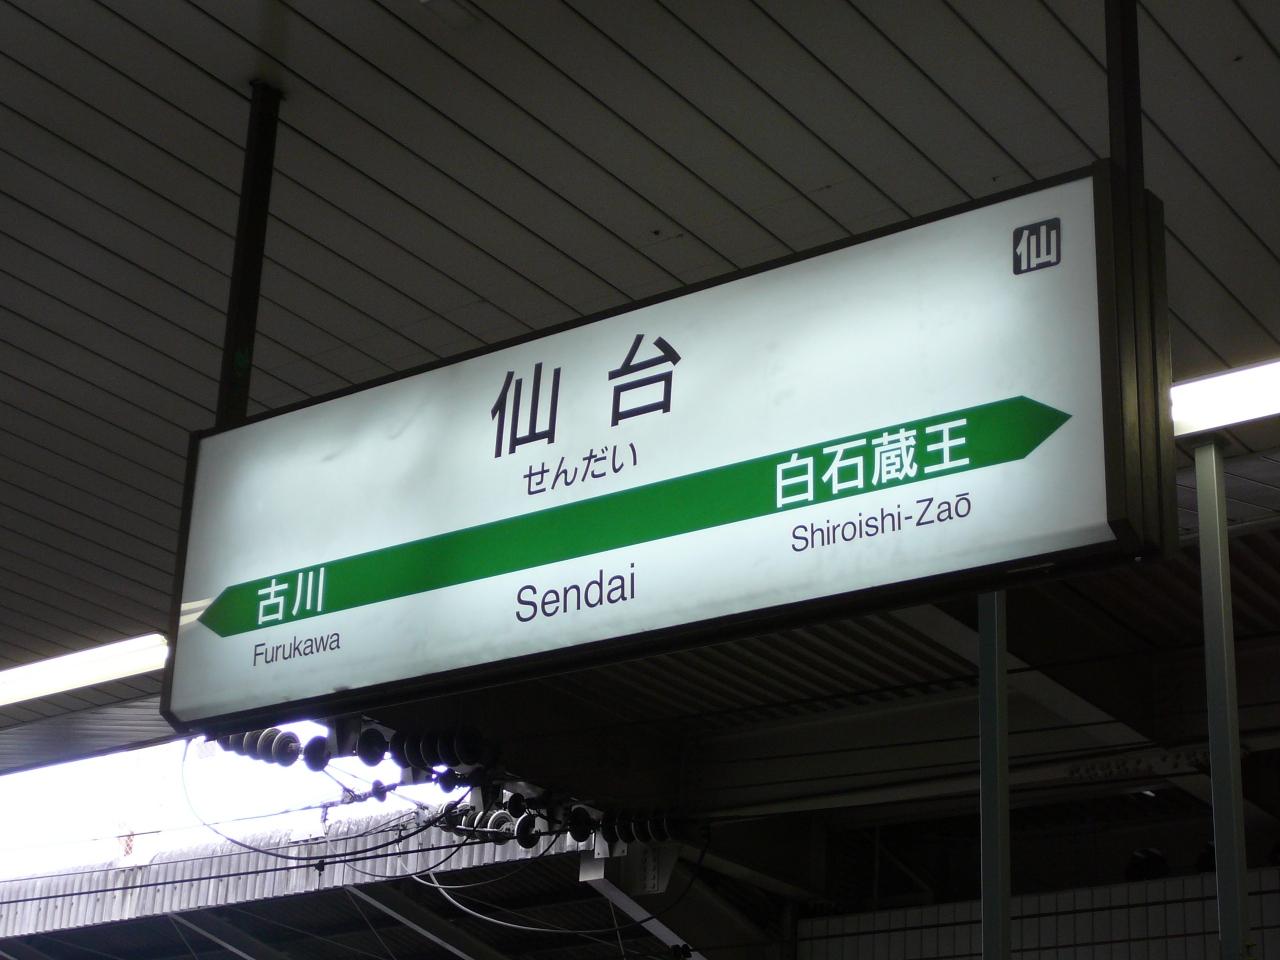 仙
仙台
せんだい
白石蔵王
Shiroishi-Zaō
古川
Sendai
Furukawa